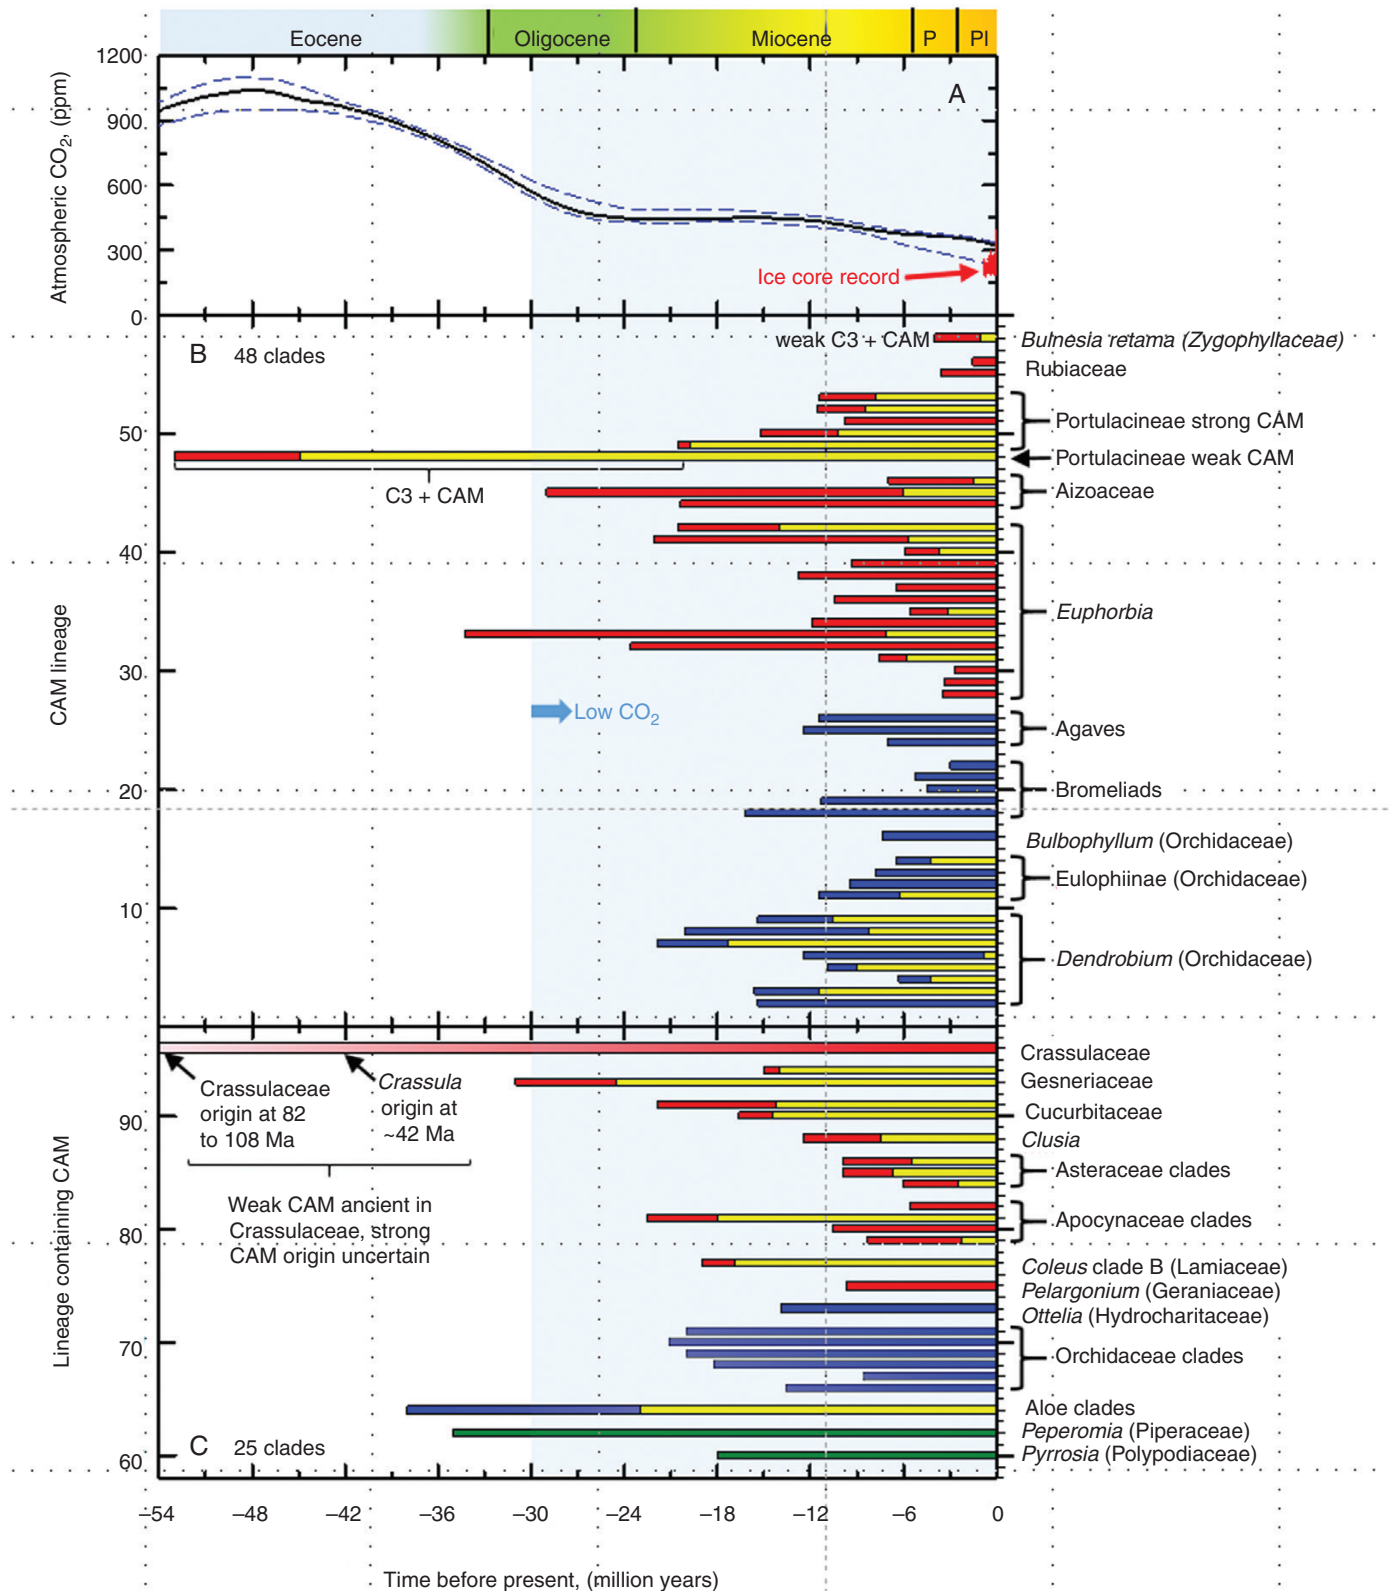 Eocene Oligocene Miocene P Pl
Atmospheric CO2, (ppm)
1200
900
600
300
0
A
Ice core record
B 48 clades
weak C3 + CAM
Bulnesia retama (Zygophyllaceae)
Rubiaceae
Portulacineae strong CAM
Portulacineae weak CAM
C3 + CAM
Aizoaceae
Euphorbia
Low CO2
Agaves
Bromeliads
Bulbophyllum (Orchidaceae)
Eulophiinae (Orchidaceae)
Dendrobium (Orchidaceae)
CAM lineage
50
40
30
20
10
Crassulaceae
origin at 82
to 108 Ma
Crassula
origin at
~42 Ma
Weak CAM ancient in
Crassulaceae, strong
CAM origin uncertain
Crassulaceae
Gesneriaceae
Cucurbitaceae
Clusia
Asteraceae clades
Apocynaceae clades
Coleus clade B (Lamiaceae)
Pelargonium (Geraniaceae)
Ottelia (Hydrocharitaceae)
Orchidaceae clades
Aloe clades
Peperomia (Piperaceae)
Pyrrosia (Polypodiaceae)
C 25 clades
Lineage containing CAM
90
80
70
60
–54 –48 –42 –36 –30 –24 –18 –12 –6 0
Time before present, (million years)